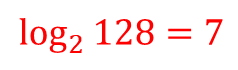 log₂ 128 = 7